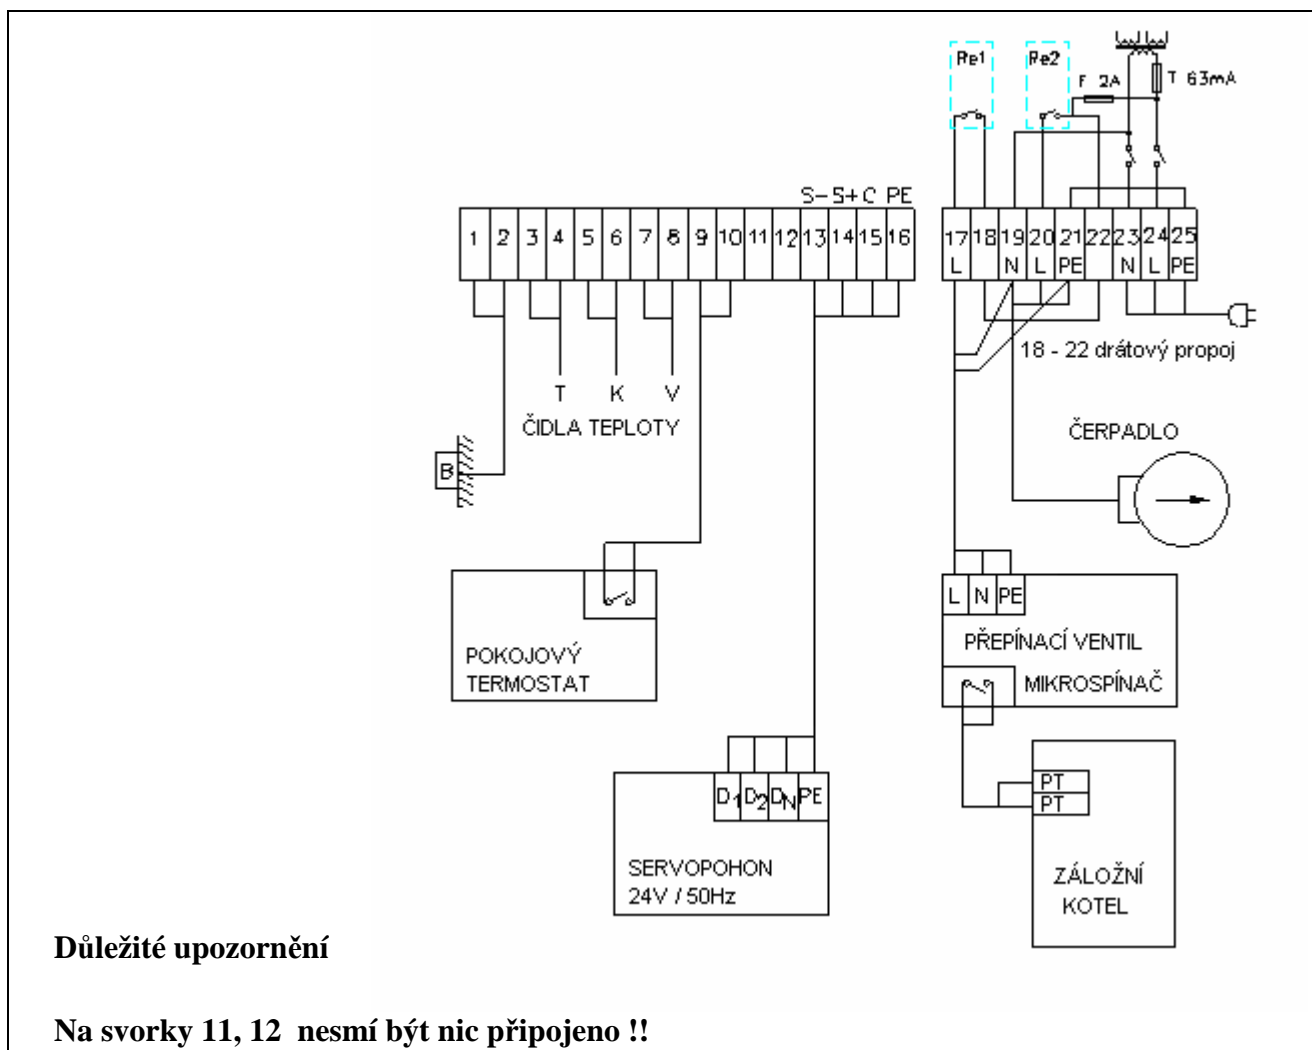 Re1 Re2
F 2A T 63mA
S- S+ C PE
1 2 3 4 5 6 7 8 9 10 11 12 13 14 15 16
17 18 19 20 21 22 23 24 25
L N L PE N L PE
18 - 22 drátový propoj
T K V
ČIDLA TEPLOTY
ČERPADLO
B
L N PE
PŘEPÍNACÍ VENTIL
MIKROSPÍNAČ
POKOJOVÝ
TERMOSTAT
PT
PT
D1 D2 DN PE
SERVOPOHON
24V / 50Hz
ZÁLOŽNÍ
KOTEL
Důležité upozornění
Na svorky 11, 12 nesmí být nic připojeno !!